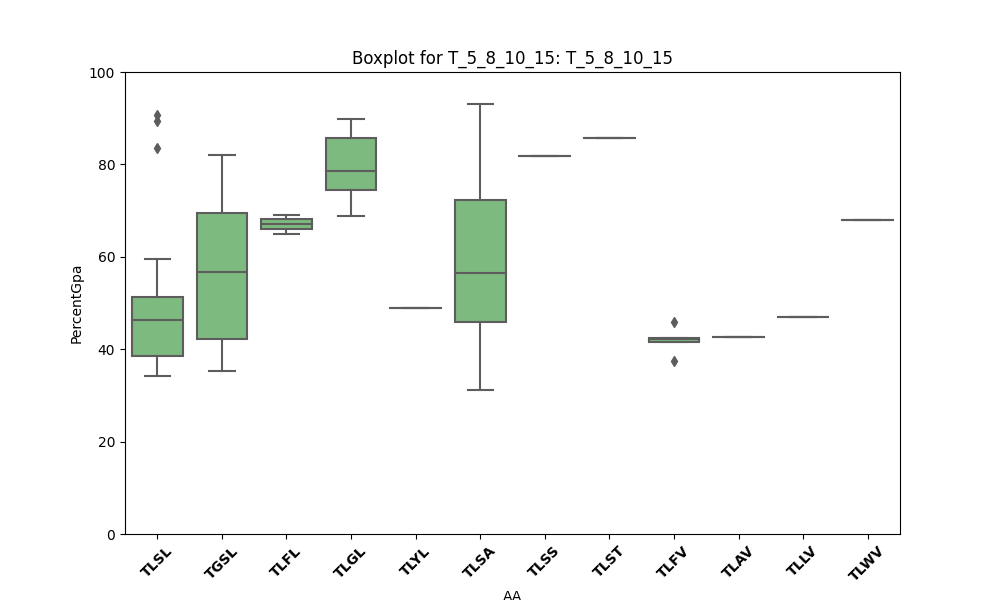 Boxplot for T_5_8_10_15: T_5_8_10_15
100
80
60
40
20
0
PercentGpa
TLSL TGSL TLFL TLGL TLYL TLSA TLSS TLST TLFV TLAV TLLV TLWV
AA